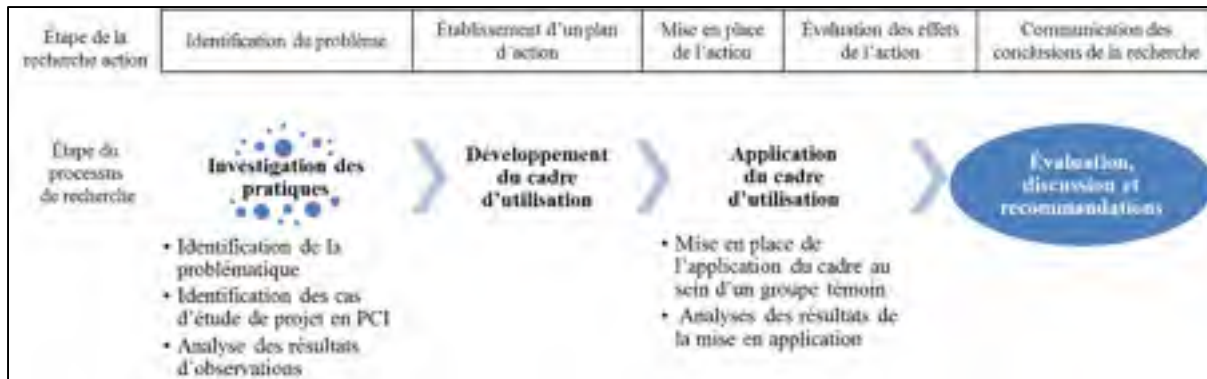 Étape de la
recherche action
Identification du problème
Établissement d'un plan
d'action
Mise en place
de l'action
Évaluation des effets
de l'action
Communication des
conclusions de la recherche
Étape du
processus
de recherche
Investigation des
pratiques
• Identification de la
problématique
• Identification des cas
d'étude de projet en PCI
• Analyse des résultats
d'observations
Développement
du cadre
d'utilisation
Application
du cadre
d'utilisation
• Mise en place de
l'application du cadre au
sein d'un groupe témoin
• Analyses des résultats de
la mise en application
Évaluation,
discussion et
recommandations